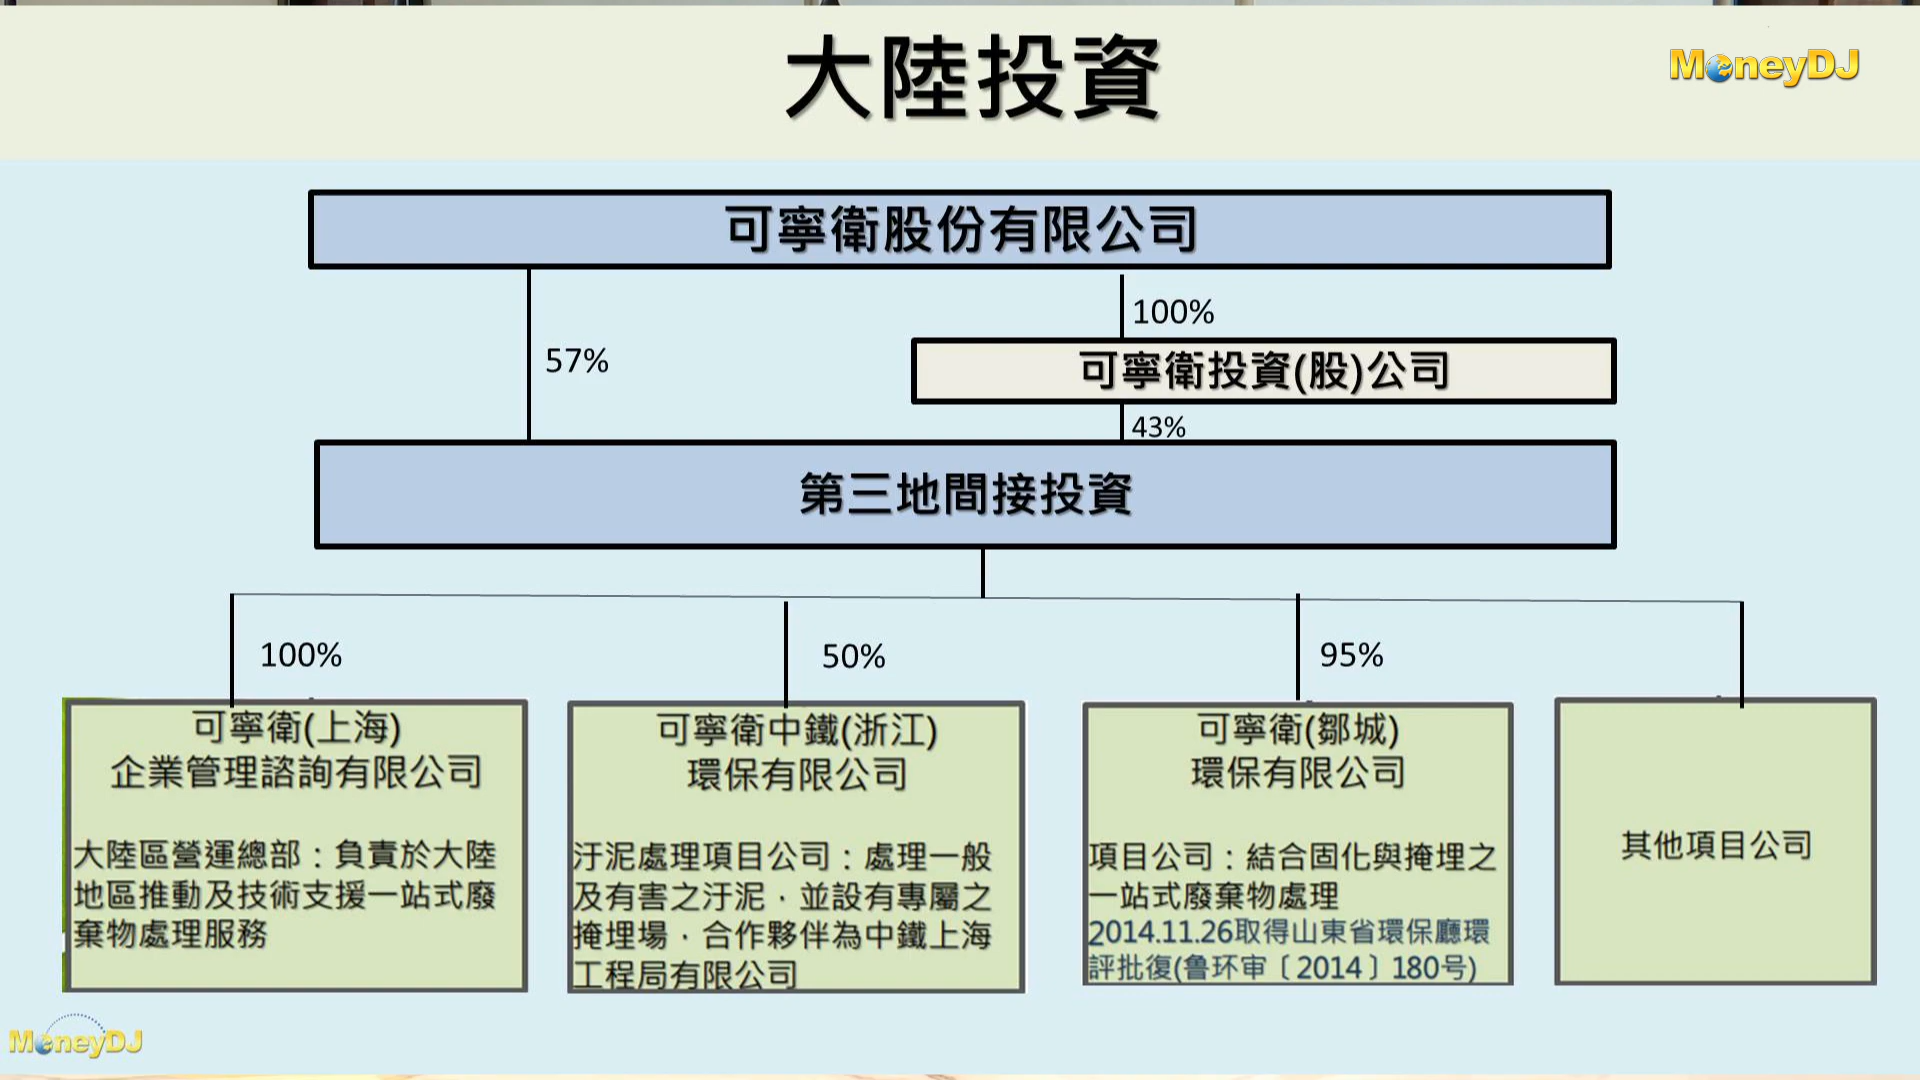 大陸投資
MoneyDJ
可寧衛股份有限公司
100%
57%
可寧衛投資(股)公司
43%
第三地間接投資
100%
50%
95%
可寧衛(上海)
企業管理諮詢有限公司
大陸區營運總部：負責於大陸
地區推動及技術支援一站式廢
棄物處理服務
可寧衛中鐵(浙江)
環保有限公司
汙泥處理項目公司：處理一般
及有害之汙泥，並設有專屬之
掩埋場，合作夥伴為中鐵上海
工程局有限公司
可寧衛(鄒城)
環保有限公司
項目公司：結合固化與掩埋之
一站式廢棄物處理
2014.11.26取得山東省環保廳環
評批復(鲁环审〔2014〕180号)
其他項目公司
MoneyDJ